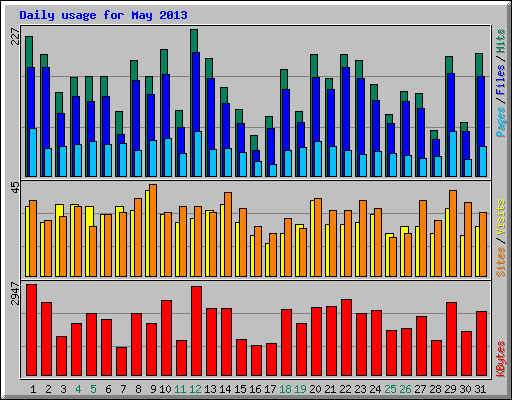 Daily usage for May 2013
227
Pages / Files / Hits
45
Sites / Visits
2947
KBytes
1 2 3 4 5 6 7 8 9 10 11 12 13 14 15 16 17 18 19 20 21 22 23 24 25 26 27 28 29 30 31